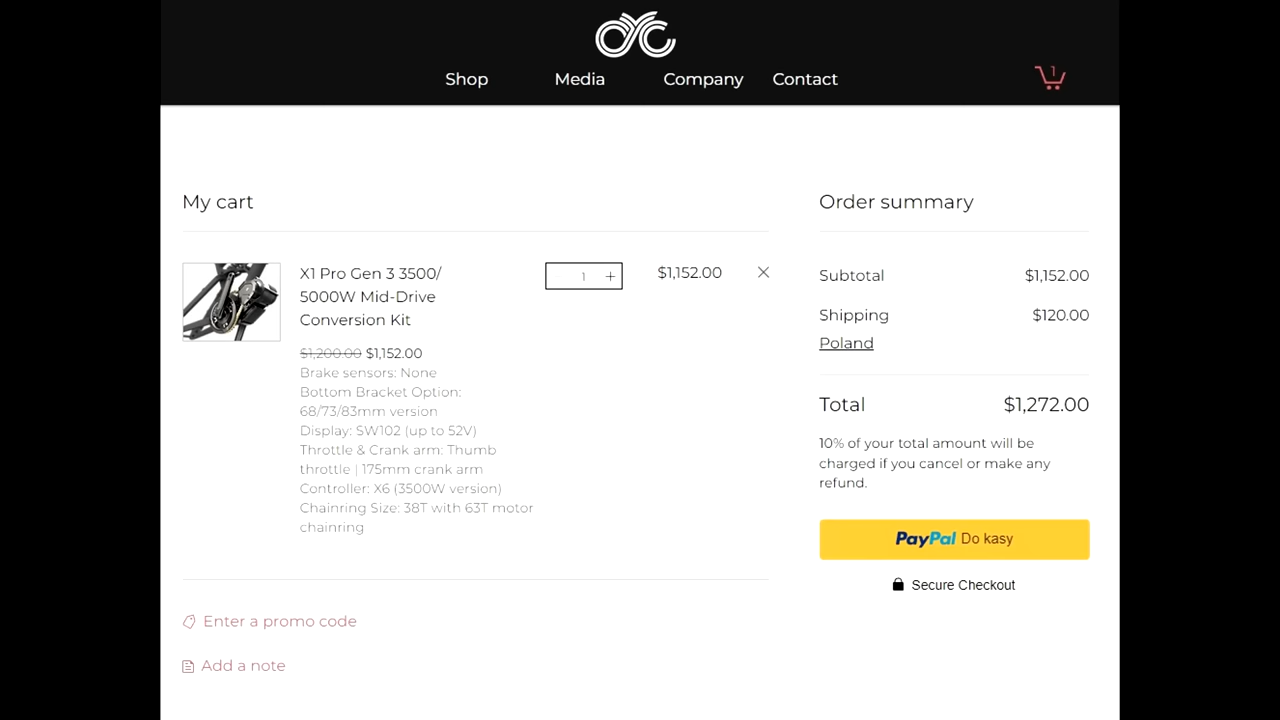 Shop Media Company Contact
1
My cart
Order summary
X1 Pro Gen 3 3500/
5000W Mid-Drive
Conversion Kit
1 +
$1,152.00
$1,200.00 $1,152.00
Brake sensors: None
Bottom Bracket Option:
68/73/83mm version
Display: SW102 (up to 52V)
Throttle & Crank arm: Thumb
throttle | 175mm crank arm
Controller: X6 (3500W version)
Chainring Size: 38T with 63T motor
chainring
Enter a promo code
Add a note
Subtotal $1,152.00
Shipping $120.00
Poland
Total $1,272.00
10% of your total amount will be
charged if you cancel or make any
refund.
PayPal Do kasy
Secure Checkout